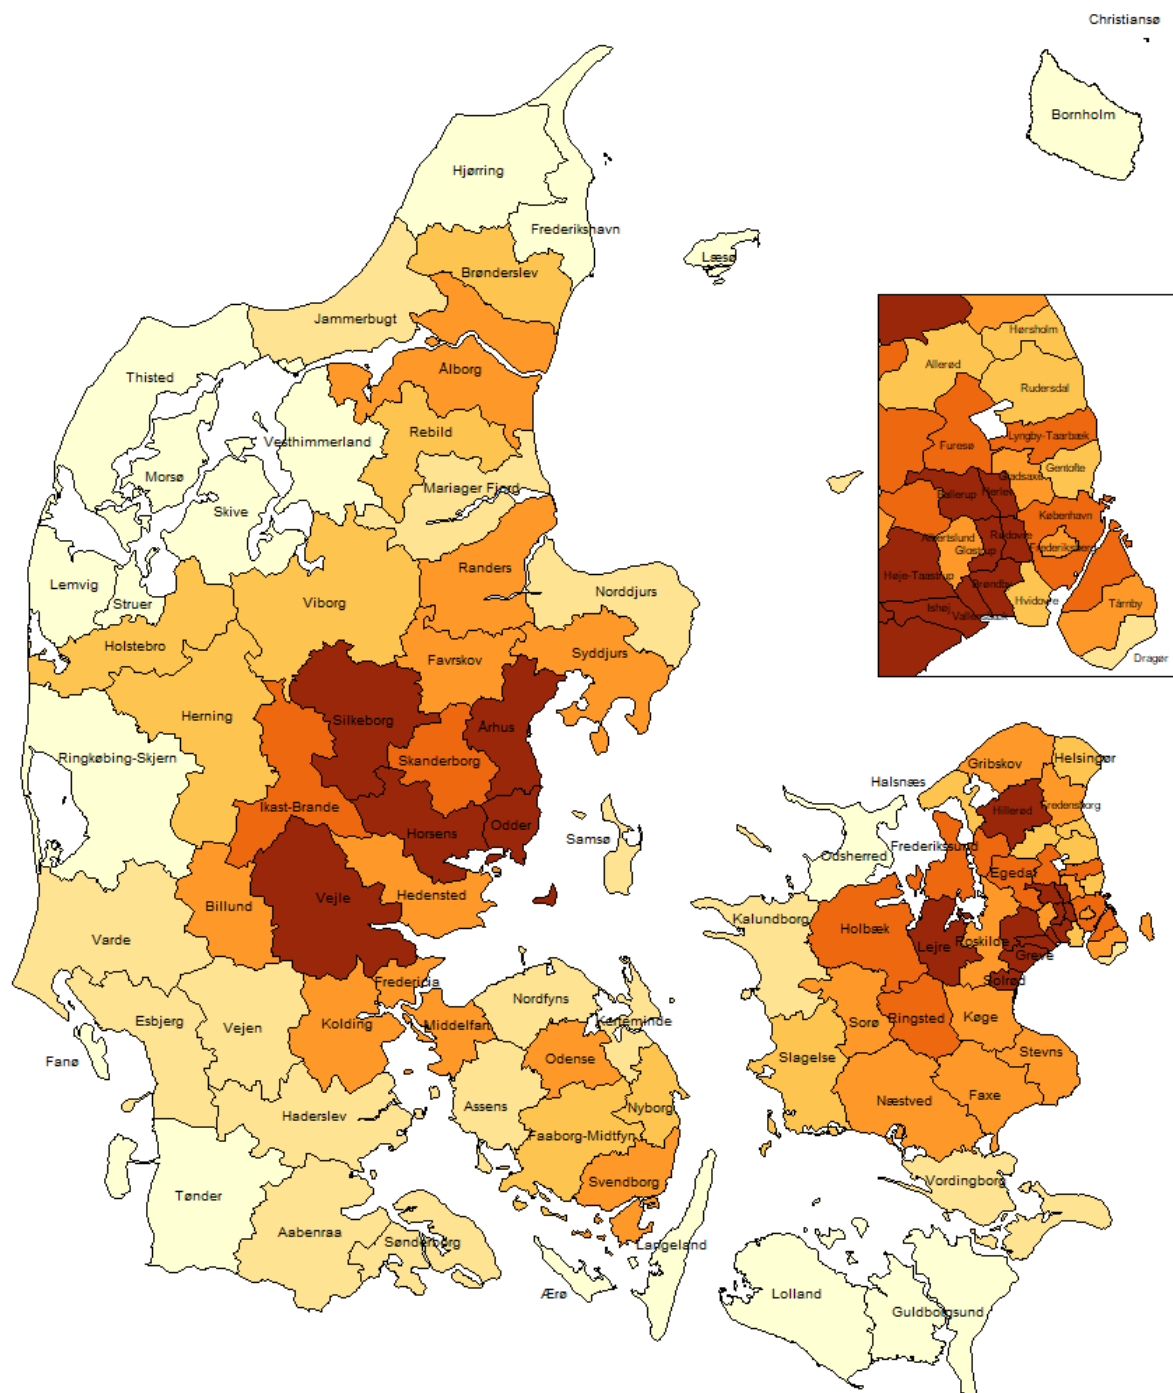 Christiansø
Bornholm
Hjørring
Frederikshavn
Læsø
Brønderslev
Jammerbugt
Thisted
Ålborg
Vesthimmerland
Rebild
Morsø
Mariager Fjord
Skive
Randers
Lemvig
Struer
Viborg
Norddjurs
Holstebro
Favrskov
Syddjurs
Herning
Silkeborg
Århus
Ringkøbing-Skjern
Skanderborg
Ikast-Brande
Horsens
Odder
Samsø
Vejle
Hedensted
Billund
Varde
Fredericia
Nordfyns
Esbjerg
Vejen
Kolding
Middelfart
Kerteminde
Fanø
Odense
Assens
Nyborg
Haderslev
Faaborg-Midtfyn
Svendborg
Tønder
Aabenraa
Sønderborg
Langeland
Ærø
Hørsholm
Allerød
Rudersdal
Lyngby-Taarbæk
Furesø
Gentofte
Gladsaxe
Ballerup
Herlev
København
Rødovre
Albertslund
Frederiksberg
Glostrup
Høje-Taastrup
Brøndby
Ishøj
Hvidovre
Tårnby
Vallensbæk
Dragør
Helsingør
Gribskov
Halsnæs
Hillerød
Fredensborg
Frederikssund
Odsherred
Egedal
Kalundborg
Holbæk
Roskilde
Lejre
Greve
Solrød
Ringsted
Køge
Sorø
Stevns
Slagelse
Næstved
Faxe
Vordingborg
Lolland
Guldborgsund